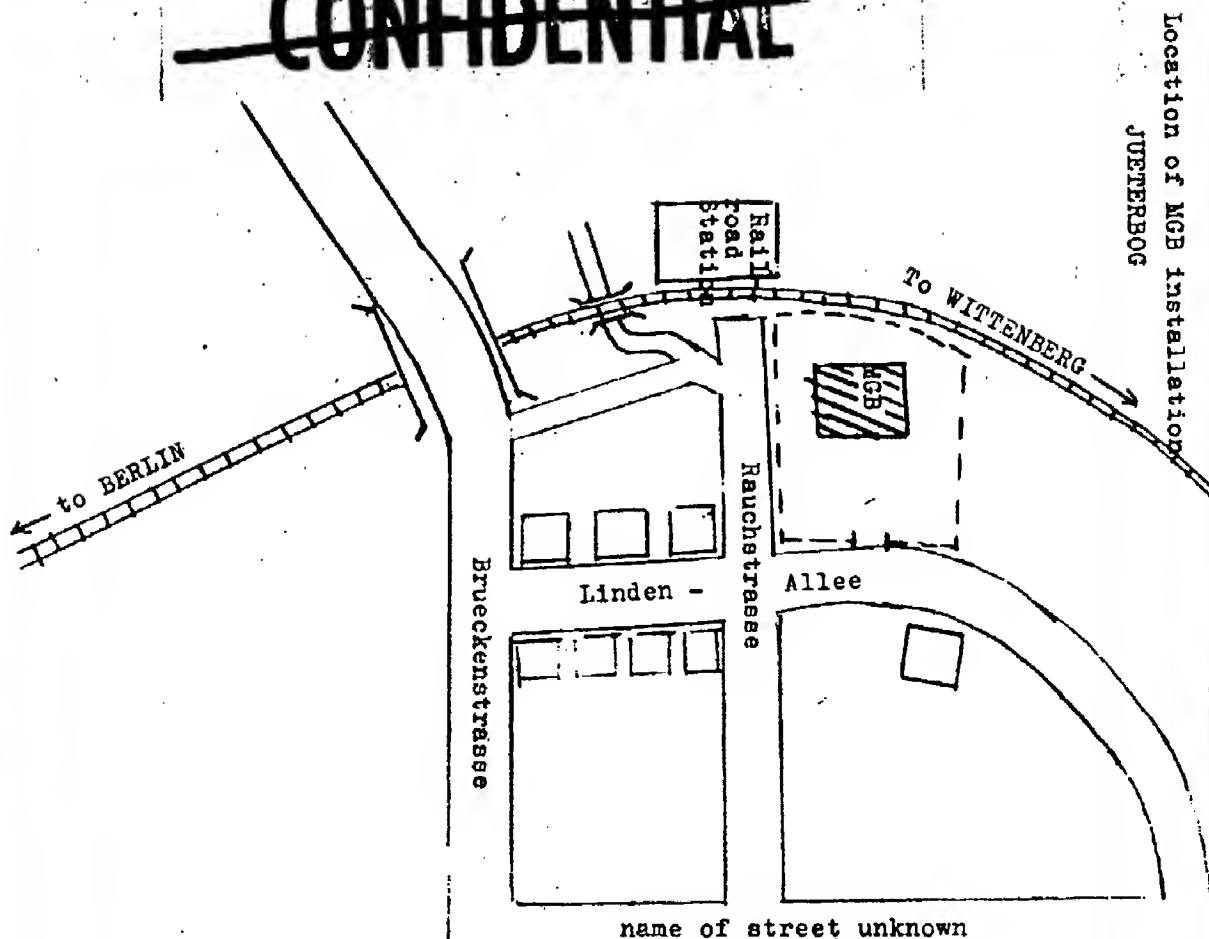 CONFIDENTIAL
Location of MGB installation
JUETERBOG
Rail
road
Stati
To WITTENBERG
MGB
to BERLIN
Rauchstrasse
Linden - Allee
Brueckenstrasse
name of street unknown